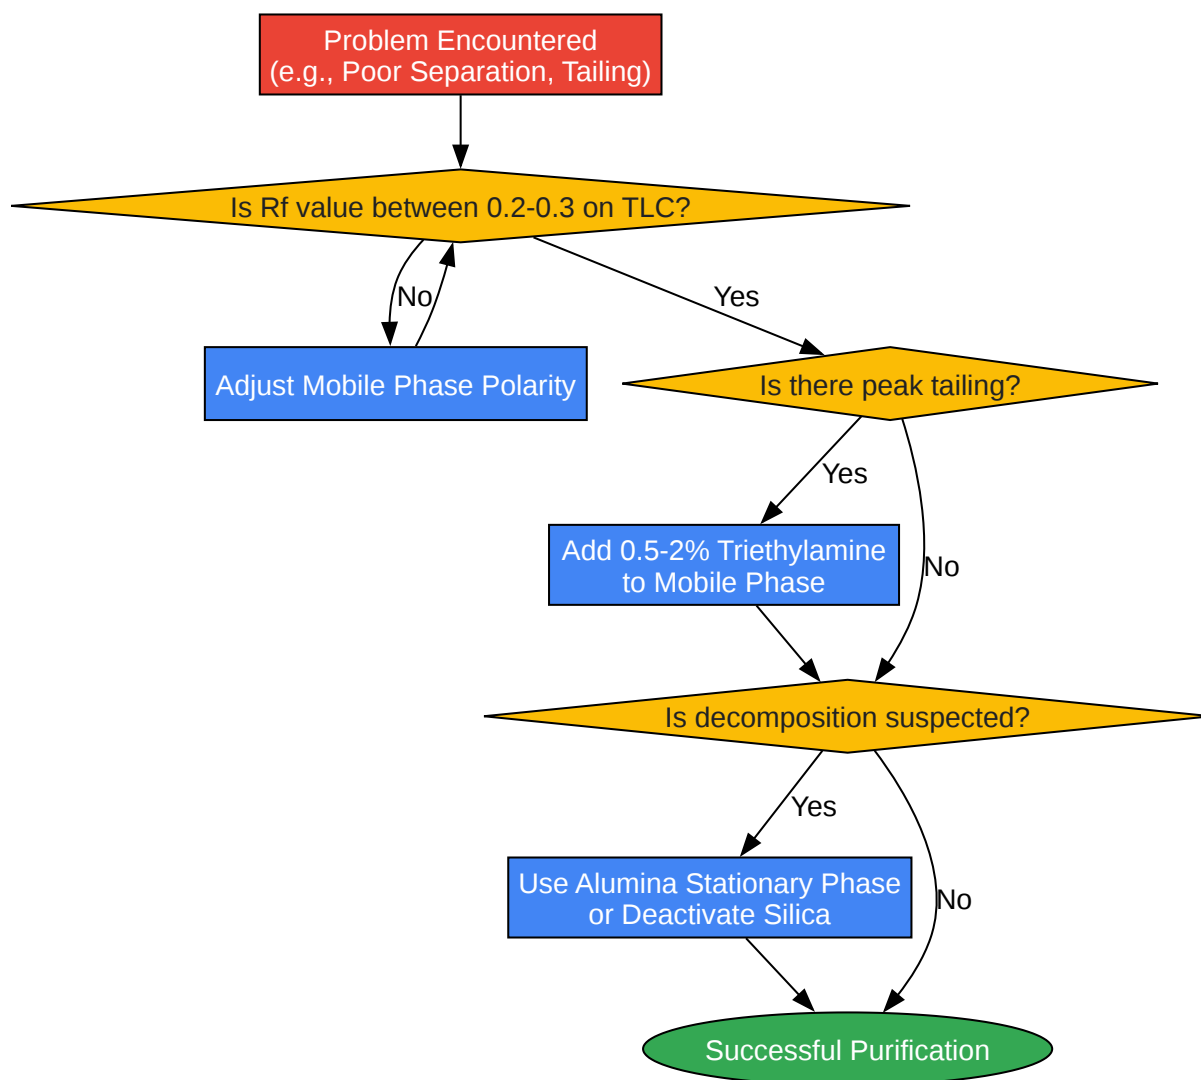 Problem Encountered
(e.g., Poor Separation, Tailing)
Is Rf value between 0.2-0.3 on TLC?
No
Yes
Adjust Mobile Phase Polarity
Is there peak tailing?
Yes
Add 0.5-2% Triethylamine
to Mobile Phase
No
Is decomposition suspected?
Yes
Use Alumina Stationary Phase
or Deactivate Silica
No
Successful Purification